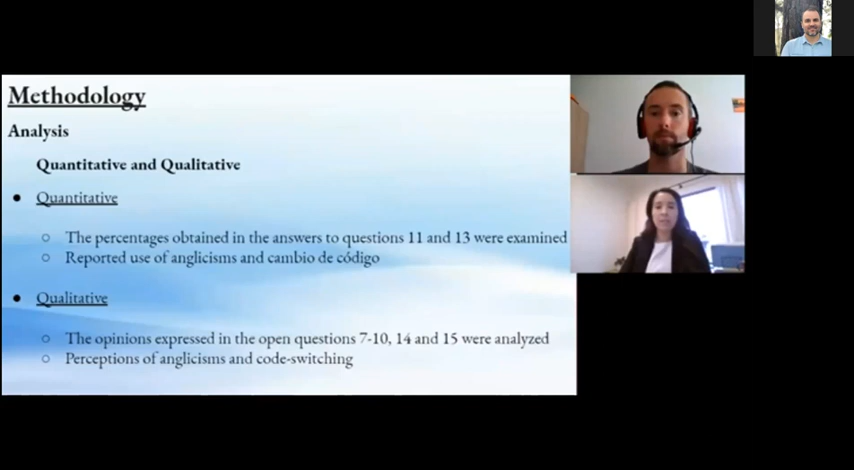 Methodology
Analysis
Quantitative and Qualitative
Quantitative
The percentages obtained in the answers to questions 11 and 13 were examined
Reported use of anglicisms and cambio de código
Qualitative
The opinions expressed in the open questions 7-10, 14 and 15 were analyzed
Perceptions of anglicisms and code-switching